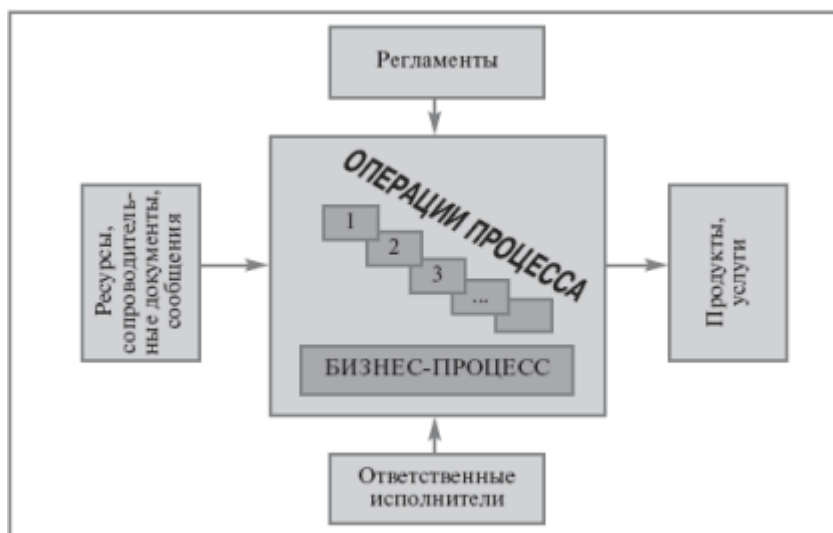 Регламенты
Ресурсы,
сопроводитель-
ные документы,
сообщения
ОПЕРАЦИИ ПРОЦЕССА
1
2
3
...
БИЗНЕС-ПРОЦЕСС
Продукты,
услуги
Ответственные
исполнители